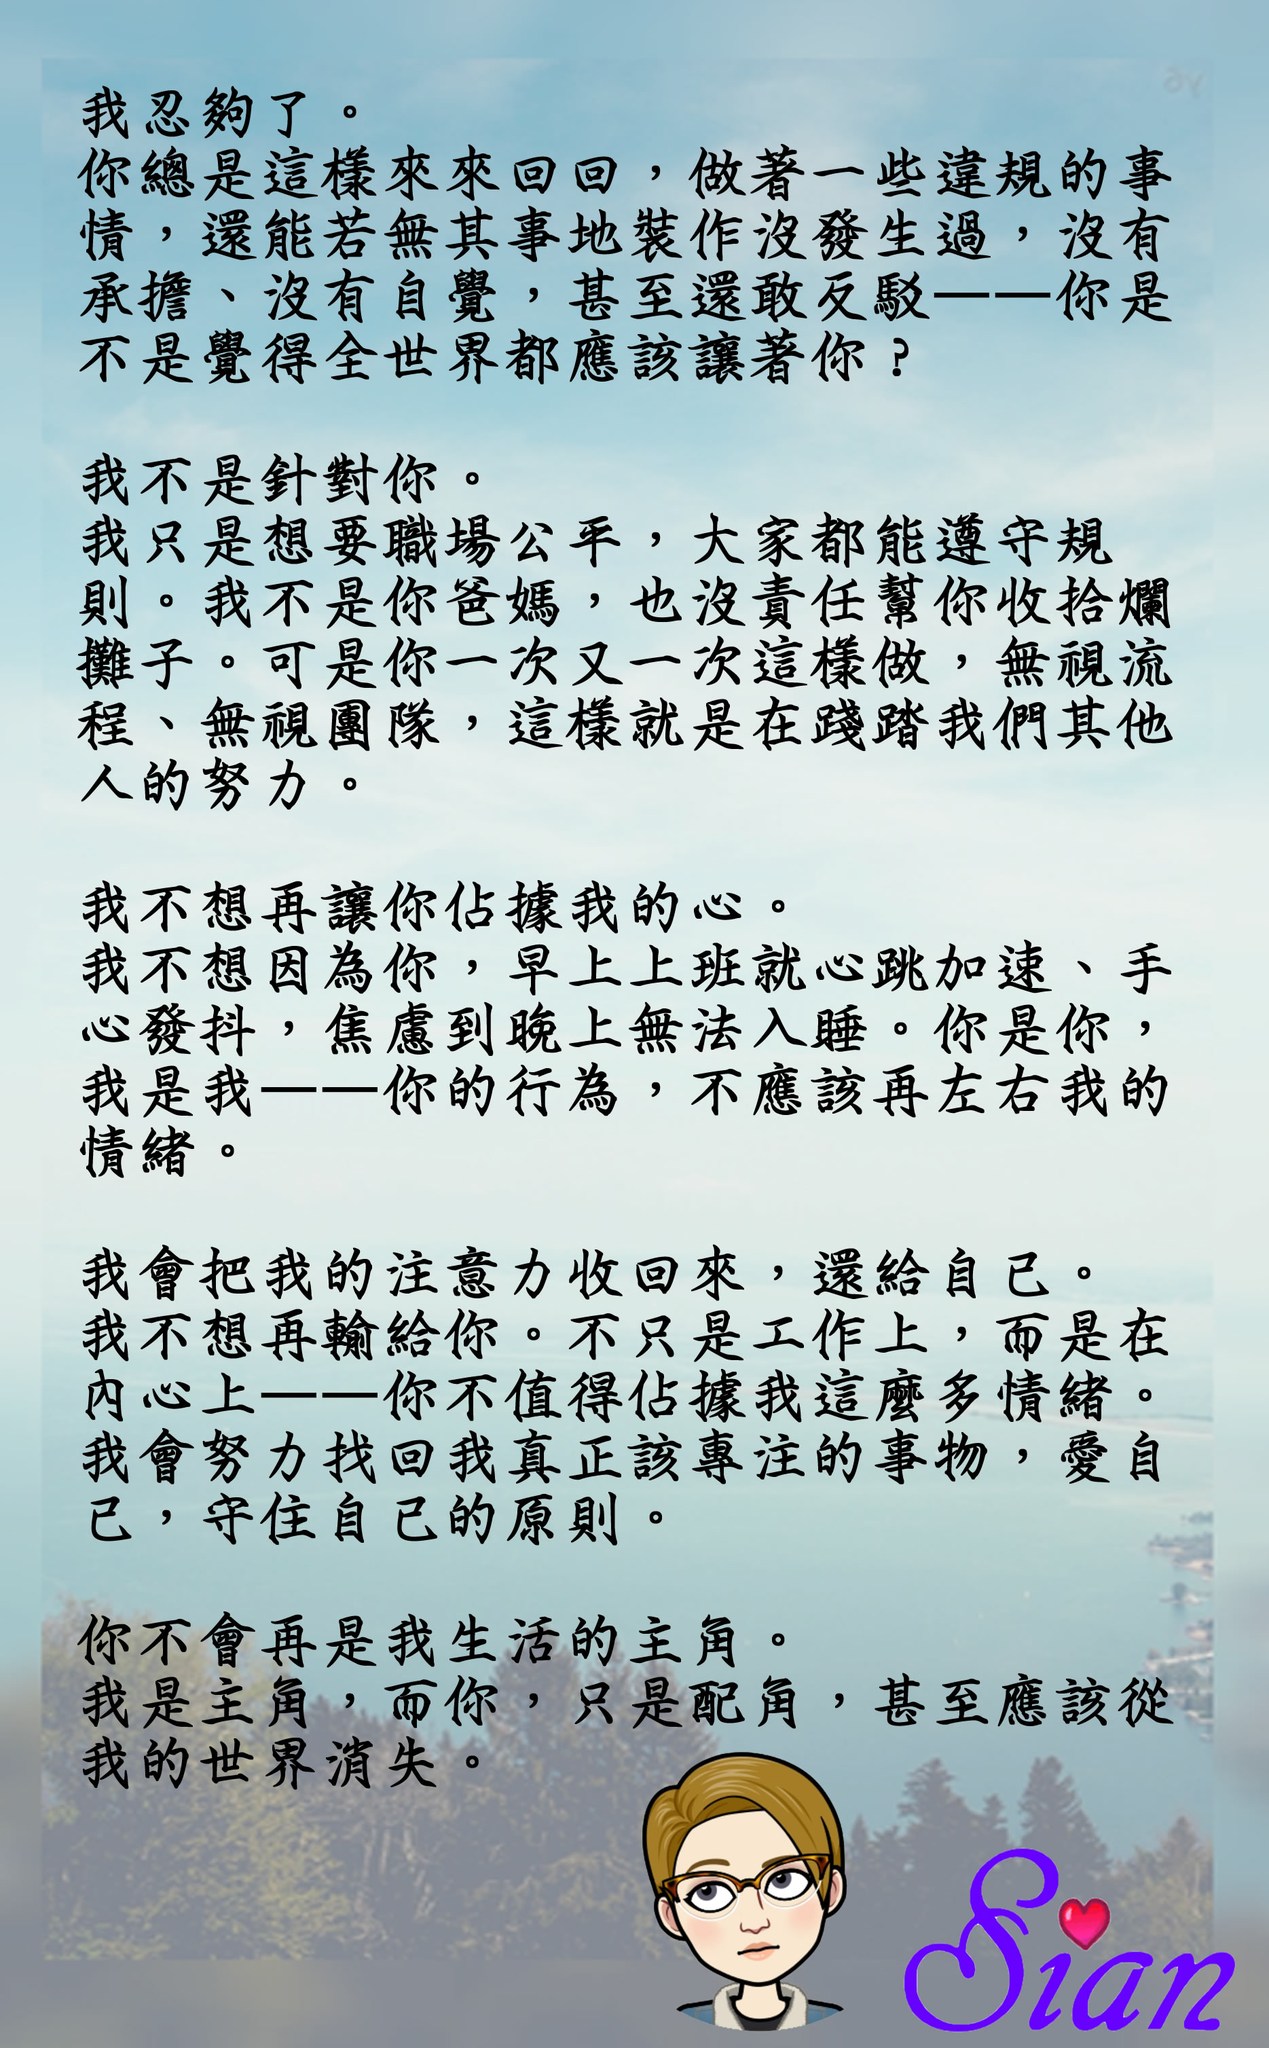 我忍夠了。
你總是這樣來來回回，做著一些違規的事
情，還能若無其事地裝作沒發生過，沒有
承擔、沒有自覺，甚至還敢反駁——你是
不是覺得全世界都應該讓著你？
我不是針對你。
我只是想要職場公平，大家都能遵守規
則。我不是你爸媽，也沒責任幫你收拾爛
攤子。可是你一次又一次這樣做，無視流
程、無視團隊，這樣就是在踐踏我們其他
人的努力。
我不想再讓你佔據我的心。
我不想因為你，早上上班就心跳加速、手
心發抖，焦慮到晚上無法入睡。你是你，
我是我——你的行為，不應該再左右我的
情緒。
我會把我的注意力收回來，還給自己。
我不想再輸給你。不只是工作上，而是在
內心上——你不值得佔據我這麼多情緒。
我會努力找回我真正該專注的事物，愛自
己，守住自己的原則。
你不會再是我生活的主角。
我是主角，而你，只是配角，甚至應該從
我的世界消失。
Sian